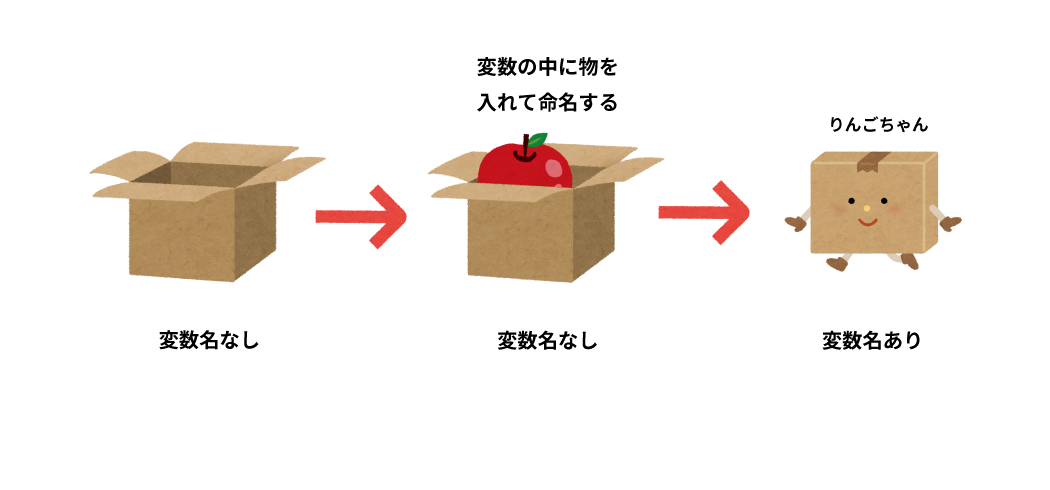 変数の中に物を
入れて命名する
りんごちゃん
変数名なし
変数名なし
変数名あり